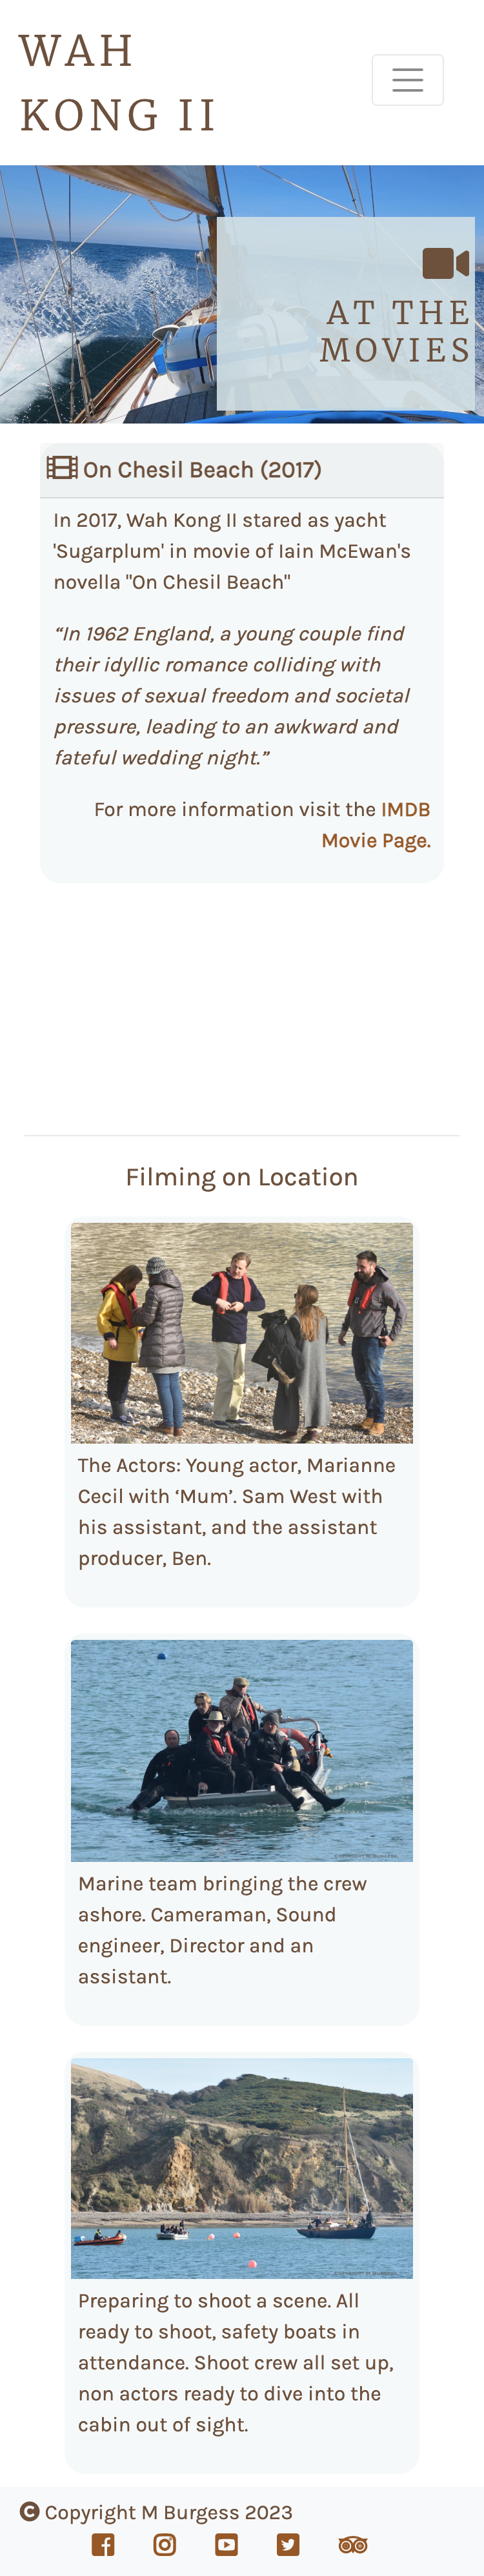 WAH
KONG II
AT THE
MOVIES
On Chesil Beach (2017)
In 2017, Wah Kong II stared as yacht
'Sugarplum' in movie of Iain McEwan's
novella "On Chesil Beach"
“In 1962 England, a young couple find
their idyllic romance colliding with
issues of sexual freedom and societal
pressure, leading to an awkward and
fateful wedding night.”
For more information visit the IMDB
Movie Page.
Filming on Location
The Actors: Young actor, Marianne
Cecil with ‘Mum’. Sam West with
his assistant, and the assistant
producer, Ben.
COPYRIGHT M BURGESS
Marine team bringing the crew
ashore. Cameraman, Sound
engineer, Director and an
assistant.
COPYRIGHT M BURGESS
Preparing to shoot a scene. All
ready to shoot, safety boats in
attendance. Shoot crew all set up,
non actors ready to dive into the
cabin out of sight.
Copyright M Burgess 2023